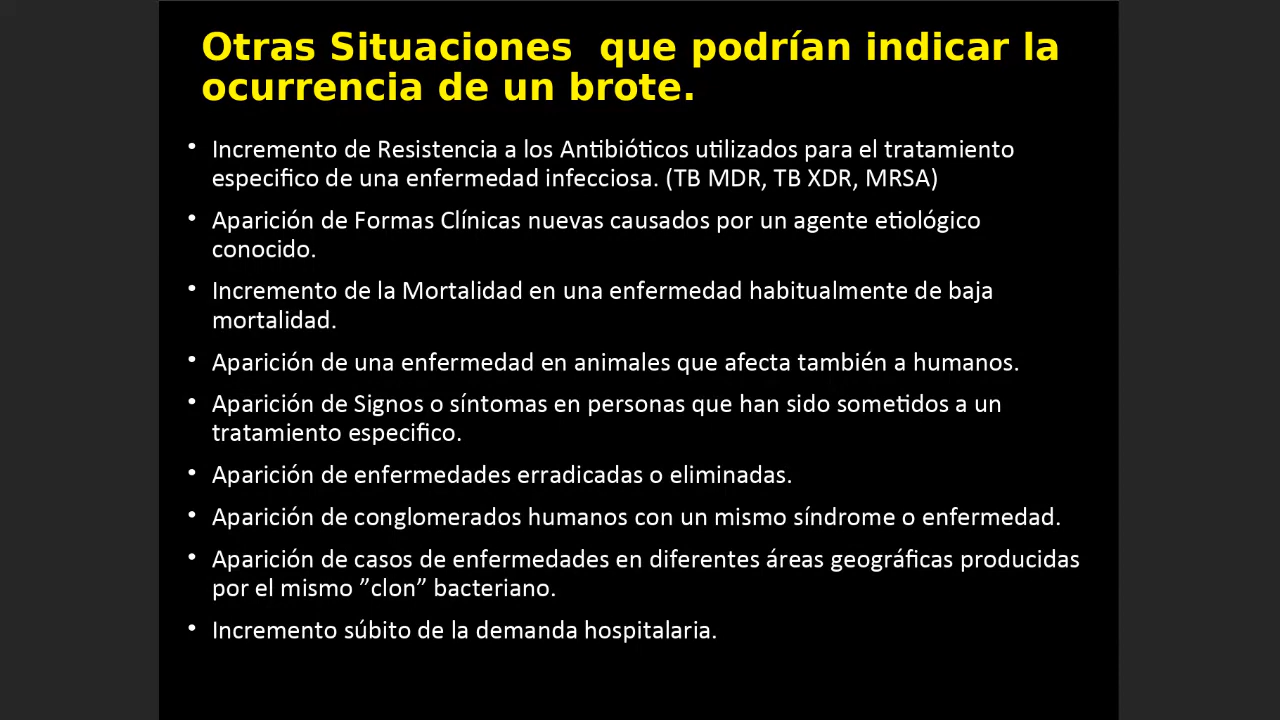 Otras Situaciones  que podrían indicar la
ocurrencia de un brote.
• Incremento de Resistencia a los Antibióticos utilizados para el tratamiento
especifico de una enfermedad infecciosa. (TB MDR, TB XDR, MRSA)
• Aparición de Formas Clínicas nuevas causados por un agente etiológico
conocido.
• Incremento de la Mortalidad en una enfermedad habitualmente de baja
mortalidad.
• Aparición de una enfermedad en animales que afecta también a humanos.
• Aparición de Signos o síntomas en personas que han sido sometidos a un
tratamiento especifico.
• Aparición de enfermedades erradicadas o eliminadas.
• Aparición de conglomerados humanos con un mismo síndrome o enfermedad.
• Aparición de casos de enfermedades en diferentes áreas geográficas producidas
por el mismo ”clon” bacteriano.
• Incremento súbito de la demanda hospitalaria.